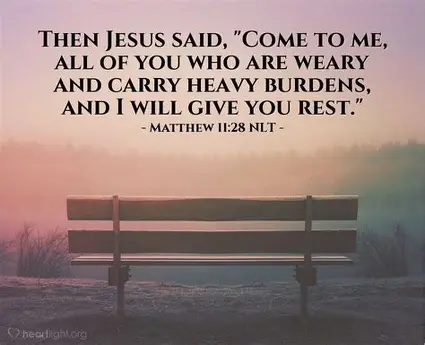 Then Jesus said, "Come to me,
all of you who are weary
and carry heavy burdens,
and I will give you rest."
- Matthew 11:28 NLT -
heartlight.org